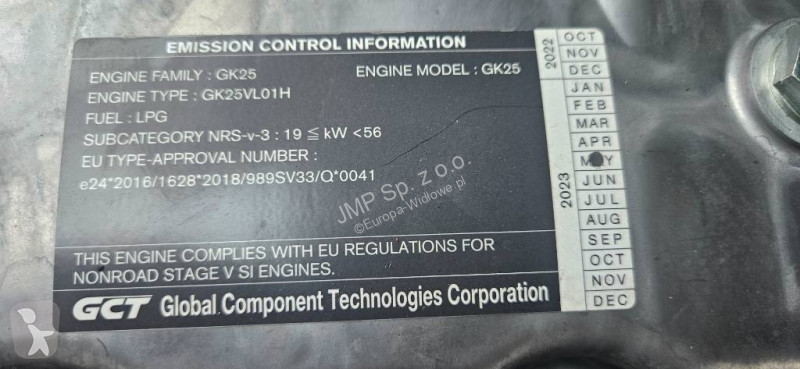 EMISSION CONTROL INFORMATION
ENGINE FAMILY : GK25 ENGINE MODEL : GK25
ENGINE TYPE : GK25VL01H
FUEL : LPG
SUBCATEGORY NRS-v-3 : 19 ≦ kW <56
EU TYPE-APPROVAL NUMBER :
e24*2016/1628*2018/989SV33/Q*0041
THIS ENGINE COMPLIES WITH EU REGULATIONS FOR
NONROAD STAGE V SI ENGINES.
GCT Global Component Technologies Corporation
2022
OCT
NOV
DEC
2023
JAN
FEB
MAR
APR
MAY
JUN
JUL
AUG
SEP
OCT
NOV
DEC
JMP Sp. z o.o.
©Europa-Widlowe.pl